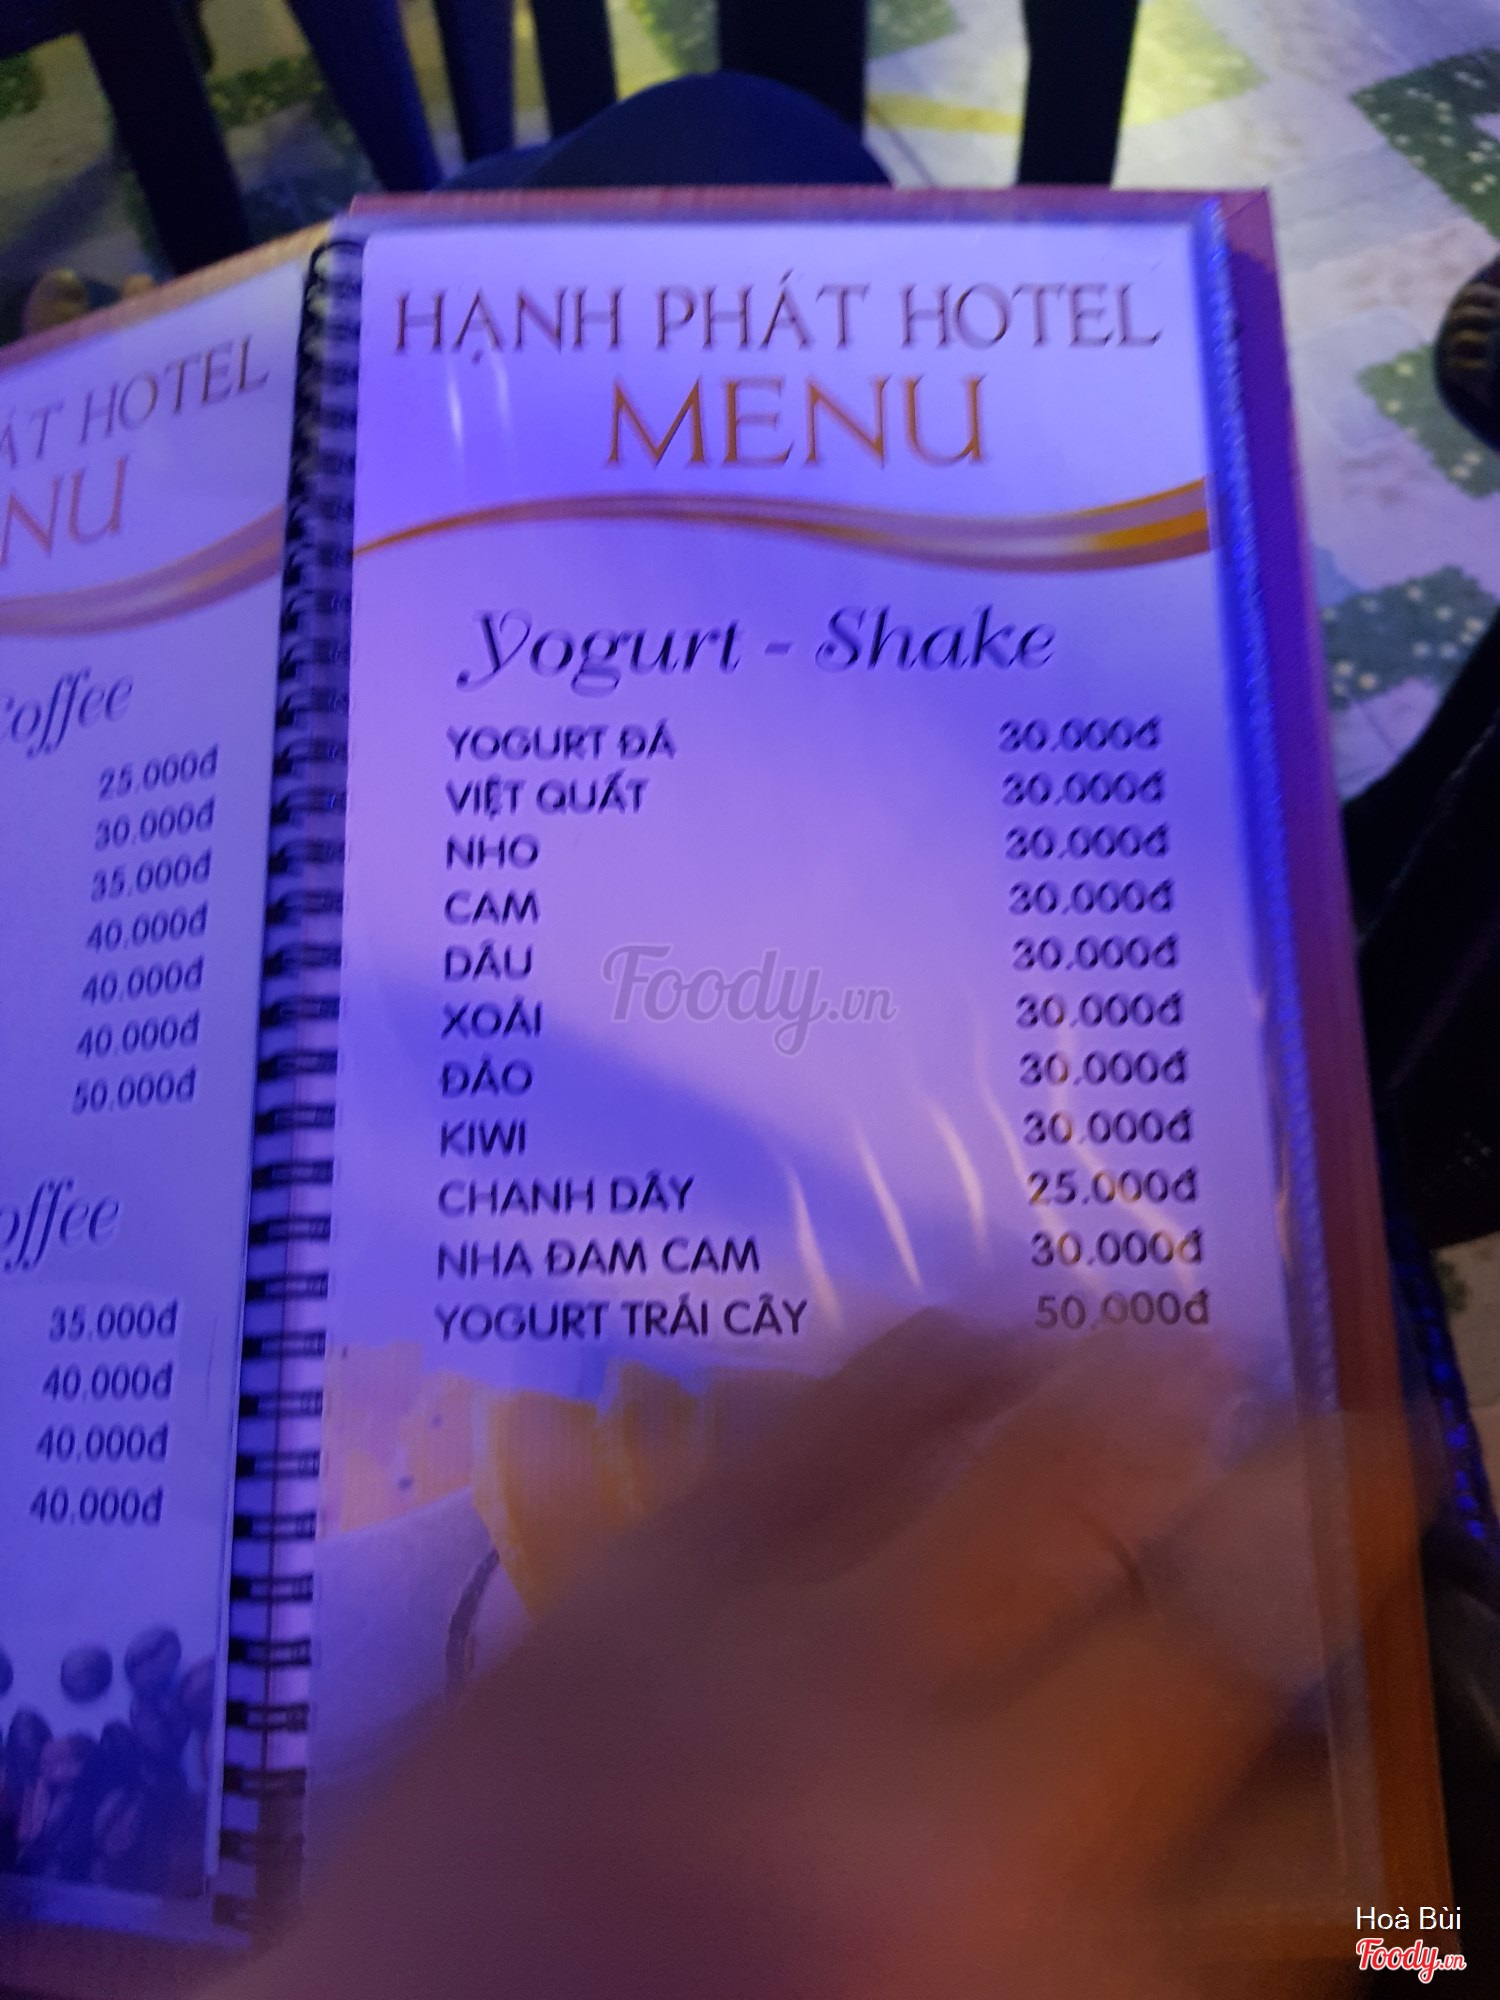 ÁT HOTEL
NU
Coffee
25.000đ
30.000đ
35.000đ
40.000đ
40.000đ
40.000đ
50.000đ
offee
35.000đ
40.000đ
40.000đ
40.000đ
HẠNH PHÁT HOTEL
MENU
Yogurt - Shake
YOGURT ĐÁ 30.000đ
VIỆT QUẤT 30.000đ
NHO 30.000đ
CAM 30.000đ
DÂU 30.000đ
XOÀI 30.000đ
ĐÀO 30.000đ
KIWI 30.000đ
CHANH DÂY 25.000đ
NHA ĐAM CAM 30.000đ
YOGURT TRÁI CÂY 50.000đ
Foody.vn
Hoà Bùi
Foody.vn